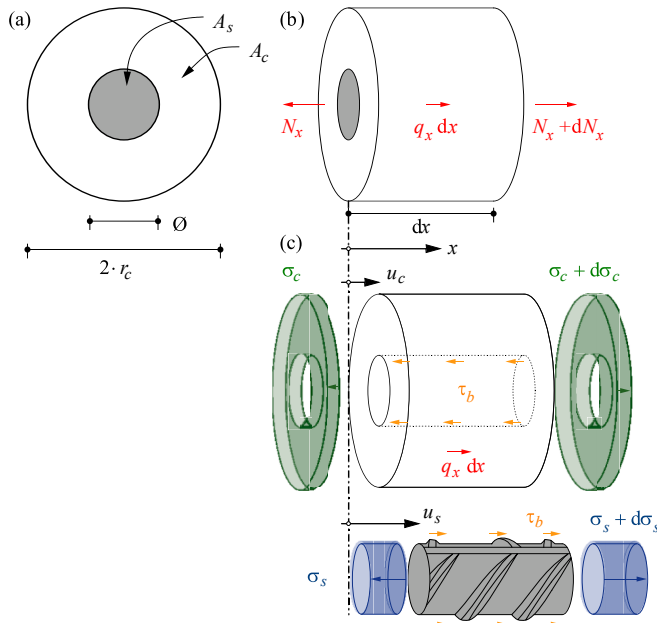 (a)
A_s
A_c
Ø
2 · r_c
(b)
N_x
q_x dx
N_x + dN_x
dx
(c)
x
u_c
σ_c
σ_c + dσ_c
τ_b
q_x dx
u_s
τ_b
σ_s + dσ_s
σ_s